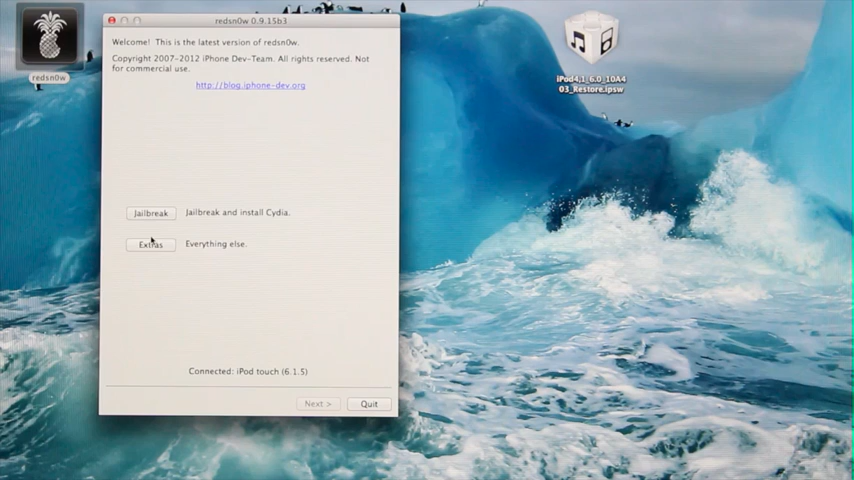 redsn0w 0.9.15b3
Welcome! This is the latest version of redsn0w.
Copyright 2007-2012 iPhone Dev-Team. All rights reserved. Not
for commercial use.
http://blog.iphone-dev.org
Jailbreak
Jailbreak and install Cydia.
Extras
Everything else.
Connected: iPod touch (6.1.5)
Next >
Quit
redsn0w
iPod4,1_6.0_10A4
03_Restore.ipsw